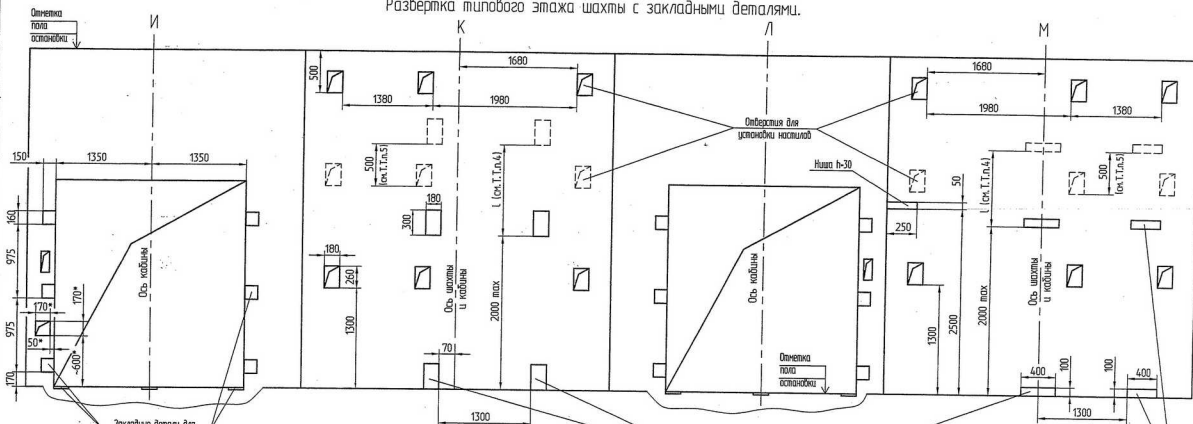 Развертка типового этажа шахты с закладными деталями.
Отметка
пола
остановки
И
К
Л
М
500
1680
1380
1980
1680
1980
1380
Отверстия для
установки настилов
Ниша h-30
150
1350
1350
500
(см.Т.Т.п.5)
l (см.Т.Т.п.4)
50
l (см.Т.Т.п.4)
500
(см.Т.Т.п.5)
160
975
975
170
180
300
180
260
250
Ось кабины
Ось шахты
и кабины
Ось кабины
Ось шахты
и кабины
170*
170*
50*
~600*
1300
2000 max
1300
2500
2000 max
70
Отметка
пола
остановки
400
100
100
400
1300
1300
Закладные детали для